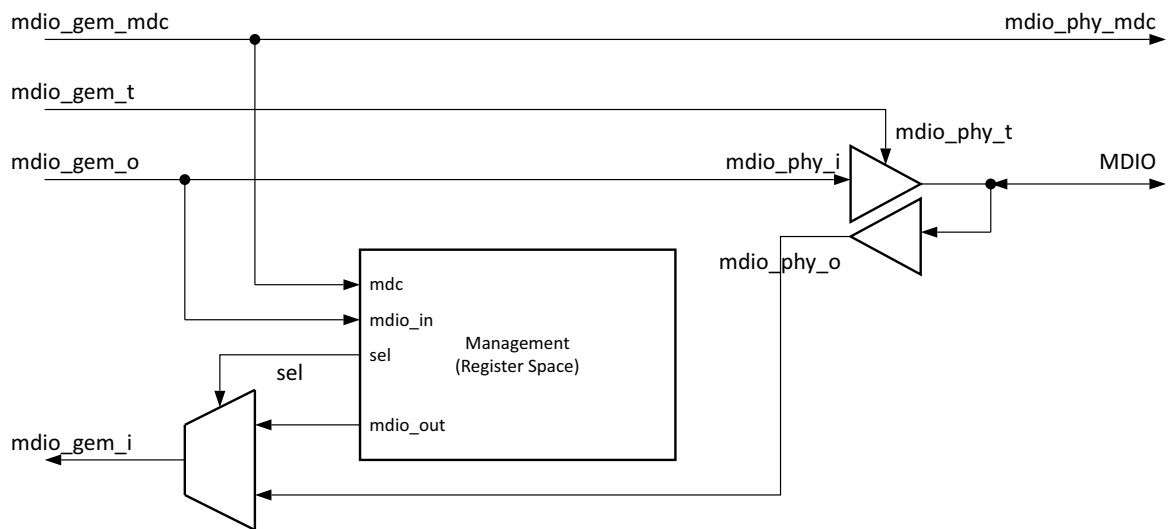 mdio_gem_mdc
mdio_phy_mdc
mdio_gem_t
mdio_phy_t
mdio_gem_o
mdio_phy_i
MDIO
mdio_phy_o
mdc
mdio_in
Management
(Register Space)
sel
sel
mdio_out
mdio_gem_i